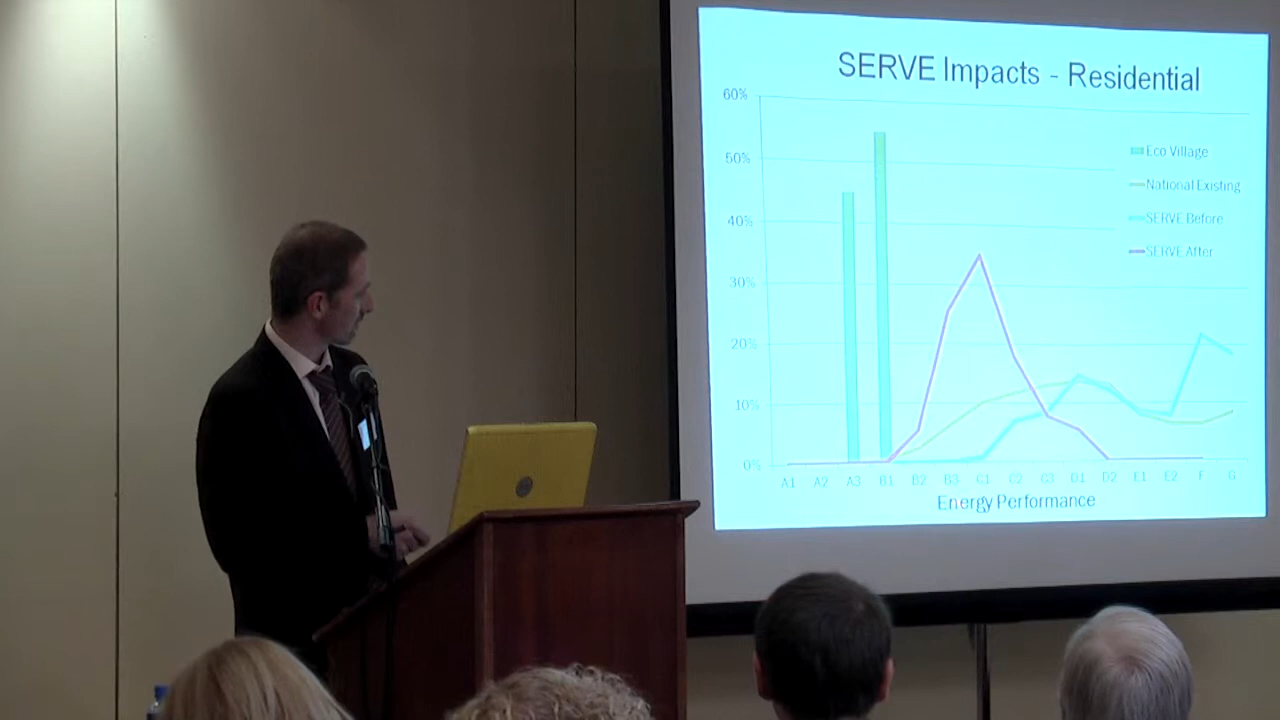 SERVE Impacts - Residential
60%
50%
40%
30%
20%
10%
0%
Eco Village
National Existing
SERVE Before
SERVE After
A1 A2 A3 B1 B2 B3 C1 C2 C3 D1 D2 E1 E2 F G
Energy Performance